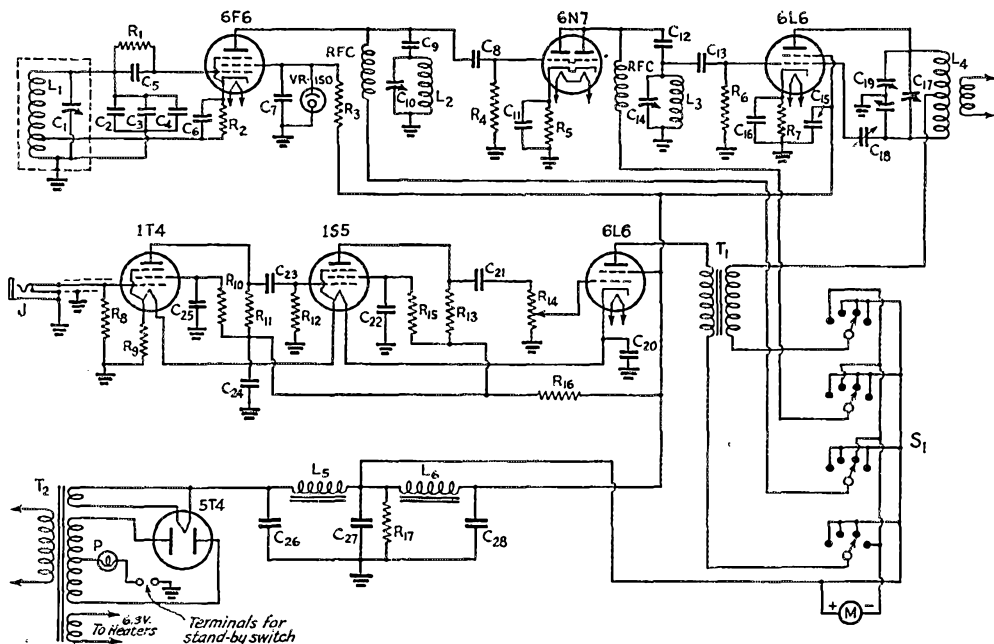 6F6
6N7
6L6
R1
C5
L1
C1
C2
C3
C4
C6
R2
C7
VR-150
R3
RFC
C9
C10
L2
C8
R4
C11
R5
RFC
C12
C14
L3
C13
R6
C16
R7
C15
C19
C17
C18
L4
1T4
1S5
6L6
T1
J
R8
R9
C25
R10
R11
C23
R12
C24
C22
R15
R13
C21
R14
C20
R16
S1
T2
5T4
P
L5
L6
C26
C27
R17
C28
+ M -
6.3V.
To Heaters
Terminals for
stand-by switch